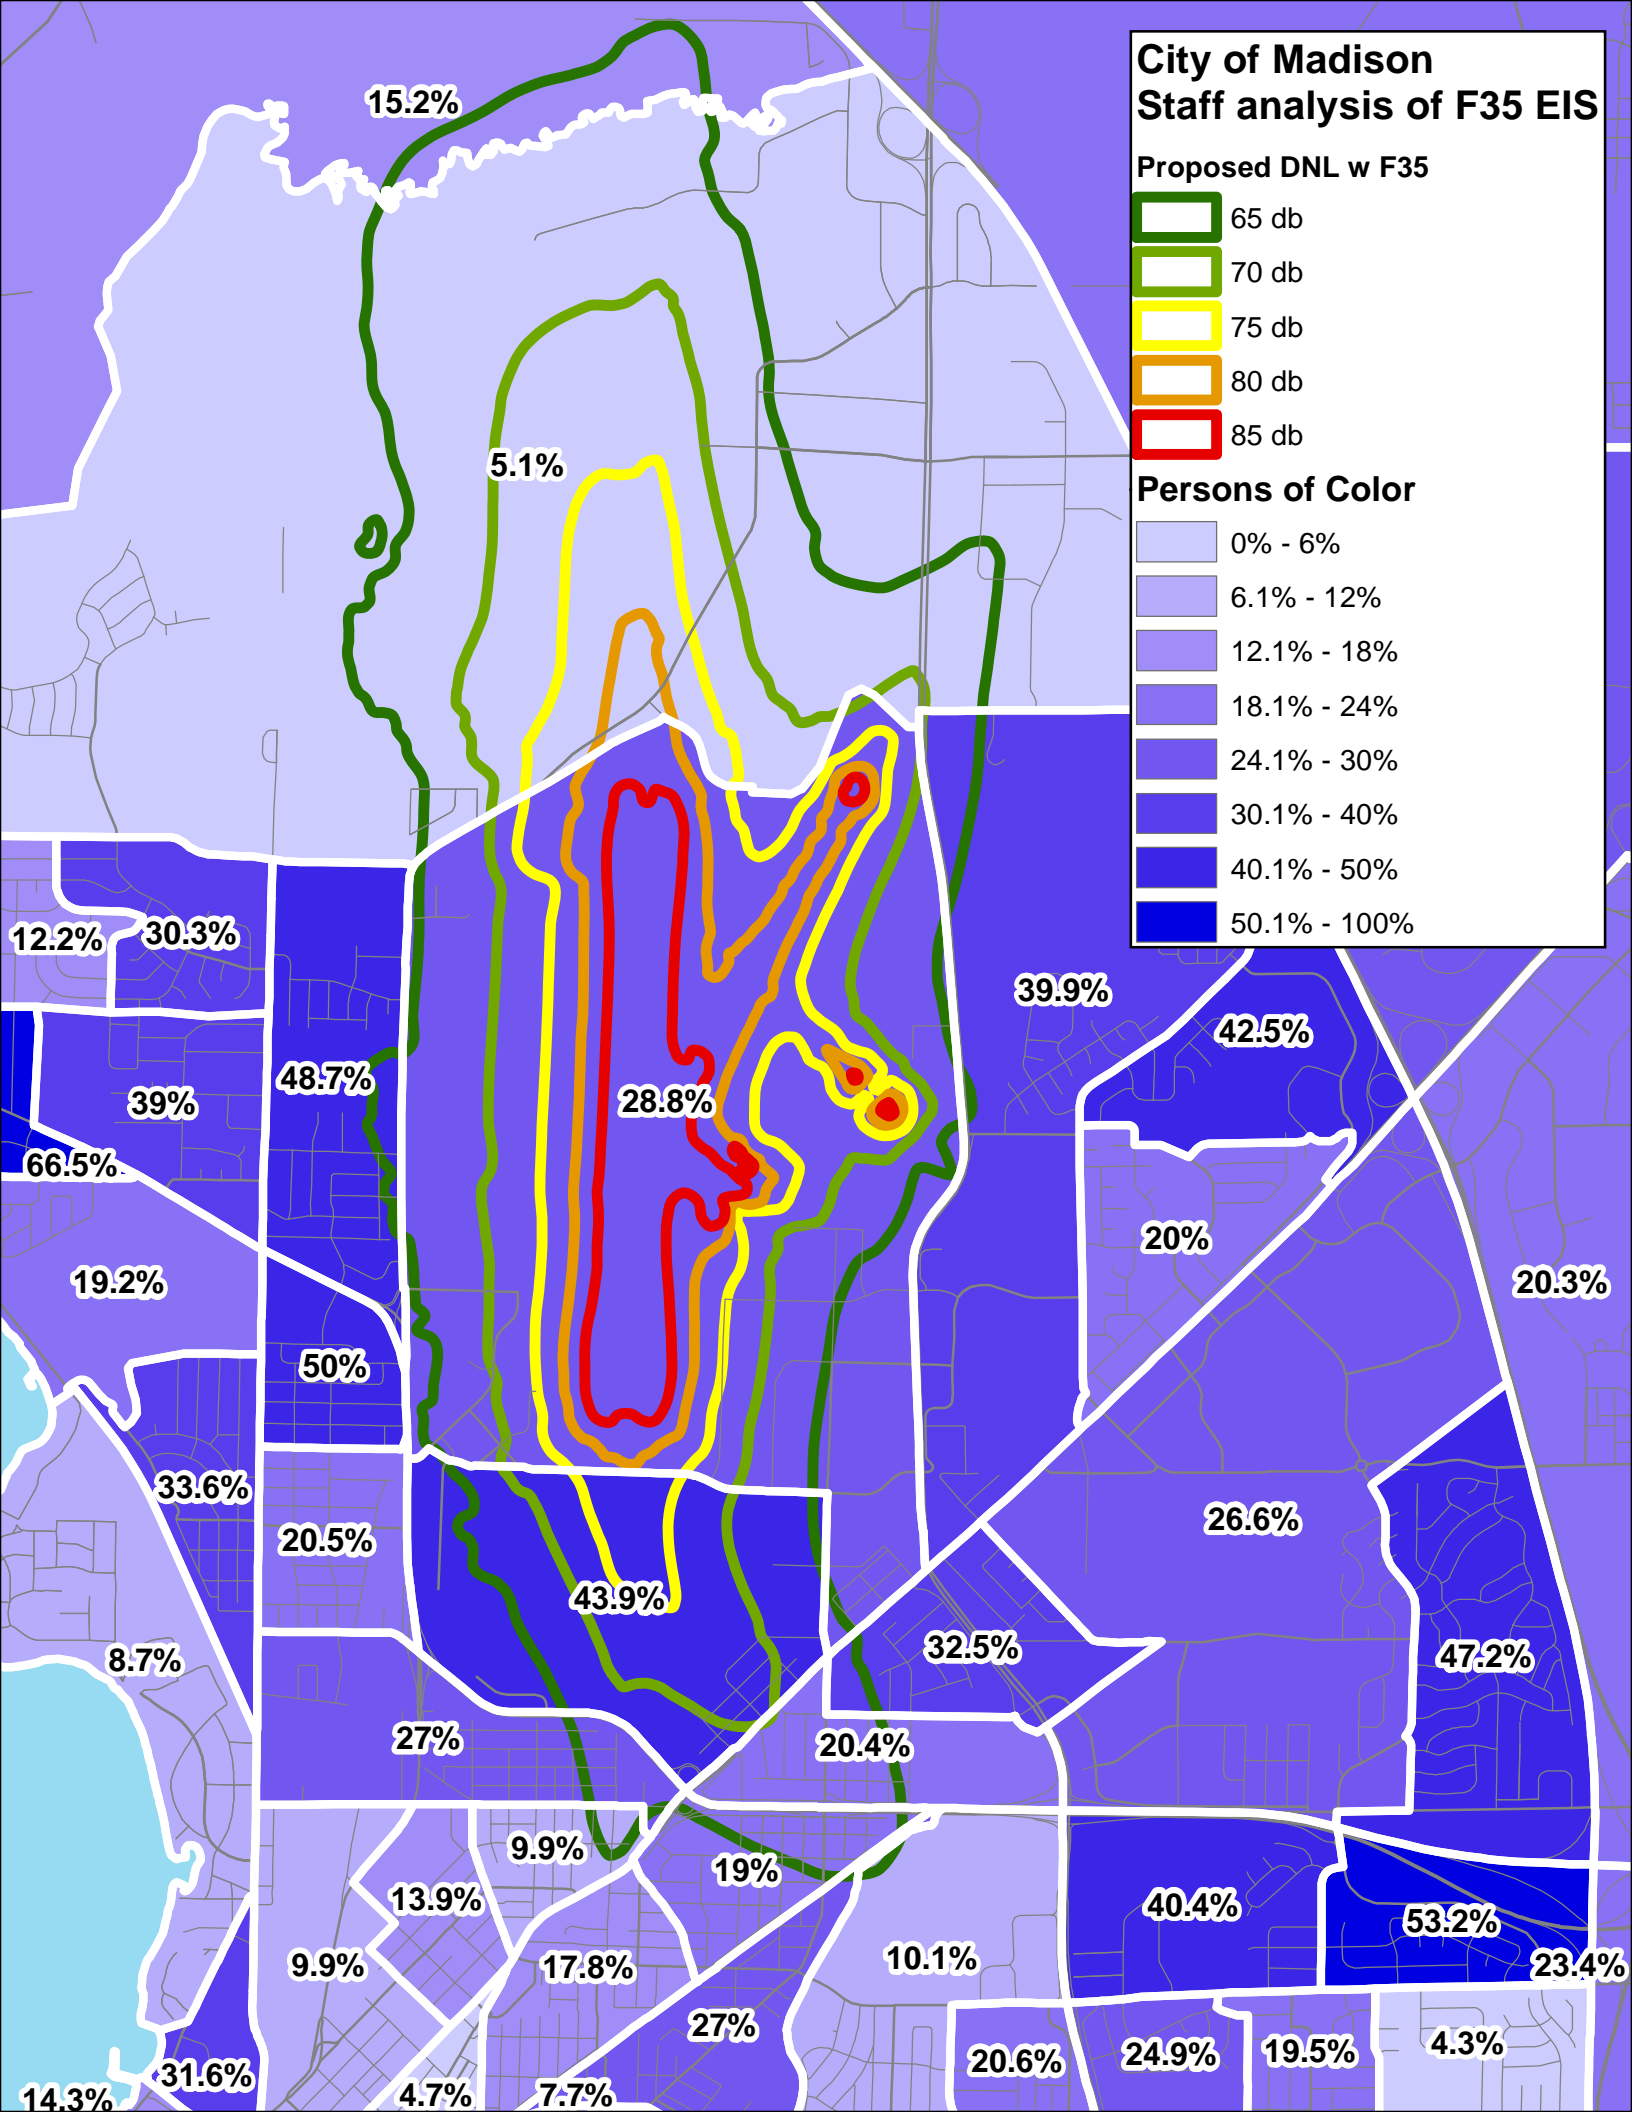 City of Madison
Staff analysis of F35 EIS
Proposed DNL w F35
65 db
70 db
75 db
80 db
85 db
Persons of Color
0% - 6%
6.1% - 12%
12.1% - 18%
18.1% - 24%
24.1% - 30%
30.1% - 40%
40.1% - 50%
50.1% - 100%
15.2%
5.1%
12.2%
30.3%
39.9%
42.5%
48.7%
28.8%
39%
66.5%
20%
19.2%
20.3%
50%
33.6%
20.5%
26.6%
43.9%
32.5%
47.2%
8.7%
27%
20.4%
9.9%
19%
13.9%
40.4%
53.2%
9.9%
17.8%
10.1%
23.4%
27%
20.6%
24.9%
19.5%
4.3%
31.6%
14.3%
4.7%
7.7%